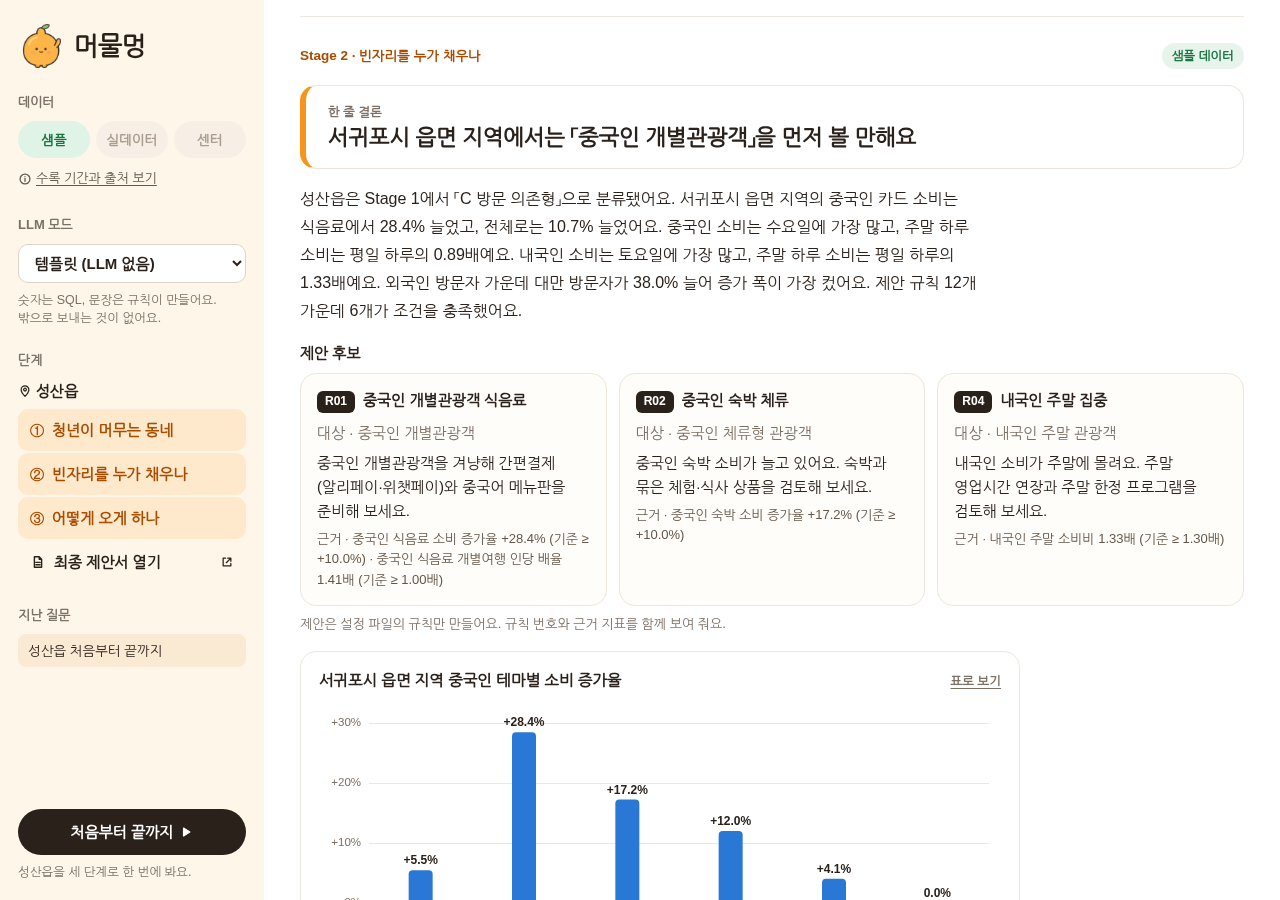 머물멍
데이터
샘플
실데이터
센터
수록 기간과 출처 보기
LLM 모드
템플릿 (LLM 없음)
숫자는 SQL, 문장은 규칙이 만들어요.
밖으로 보내는 것이 없어요.
단계
성산읍
① 청년이 머무는 동네
② 빈자리를 누가 채우나
③ 어떻게 오게 하나
최종 제안서 열기
지난 질문
성산읍 처음부터 끝까지
처음부터 끝까지
성산읍을 세 단계로 한 번에 봐요.
Stage 2 · 빈자리를 누가 채우나
샘플 데이터
한 줄 결론
서귀포시 읍면 지역에서는 「중국인 개별관광객」을 먼저 볼 만해요
성산읍은 Stage 1에서 「C 방문 의존형」으로 분류됐어요. 서귀포시 읍면 지역의 중국인 카드 소비는
식음료에서 28.4% 늘었고, 전체로는 10.7% 늘었어요. 중국인 소비는 수요일에 가장 많고, 주말 하루
소비는 평일 하루의 0.89배예요. 내국인 소비는 토요일에 가장 많고, 주말 하루 소비는 평일 하루의
1.33배예요. 외국인 방문자 가운데 대만 방문자가 38.0% 늘어 증가 폭이 가장 컸어요. 제안 규칙 12개
가운데 6개가 조건을 충족했어요.
제안 후보
R01 중국인 개별관광객 식음료
대상 · 중국인 개별관광객
중국인 개별관광객을 겨냥해 간편결제
(알리페이·위챗페이)와 중국어 메뉴판을
준비해 보세요.
근거 · 중국인 식음료 소비 증가율 +28.4% (기준 ≥
+10.0%) · 중국인 식음료 개별여행 인당 배율
1.41배 (기준 ≥ 1.00배)
R02 중국인 숙박 체류
대상 · 중국인 체류형 관광객
중국인 숙박 소비가 늘고 있어요. 숙박과
묶은 체험·식사 상품을 검토해 보세요.
근거 · 중국인 숙박 소비 증가율 +17.2% (기준 ≥
+10.0%)
R04 내국인 주말 집중
대상 · 내국인 주말 관광객
내국인 소비가 주말에 몰려요. 주말
영업시간 연장과 주말 한정 프로그램을
검토해 보세요.
근거 · 내국인 주말 소비비 1.33배 (기준 ≥ 1.30배)
제안은 설정 파일의 규칙만 만들어요. 규칙 번호와 근거 지표를 함께 보여 줘요.
서귀포시 읍면 지역 중국인 테마별 소비 증가율
표로 보기
+30%
+28.4%
+20%
+17.2%
+12.0%
+10%
+5.5%
+4.1%
0.0%